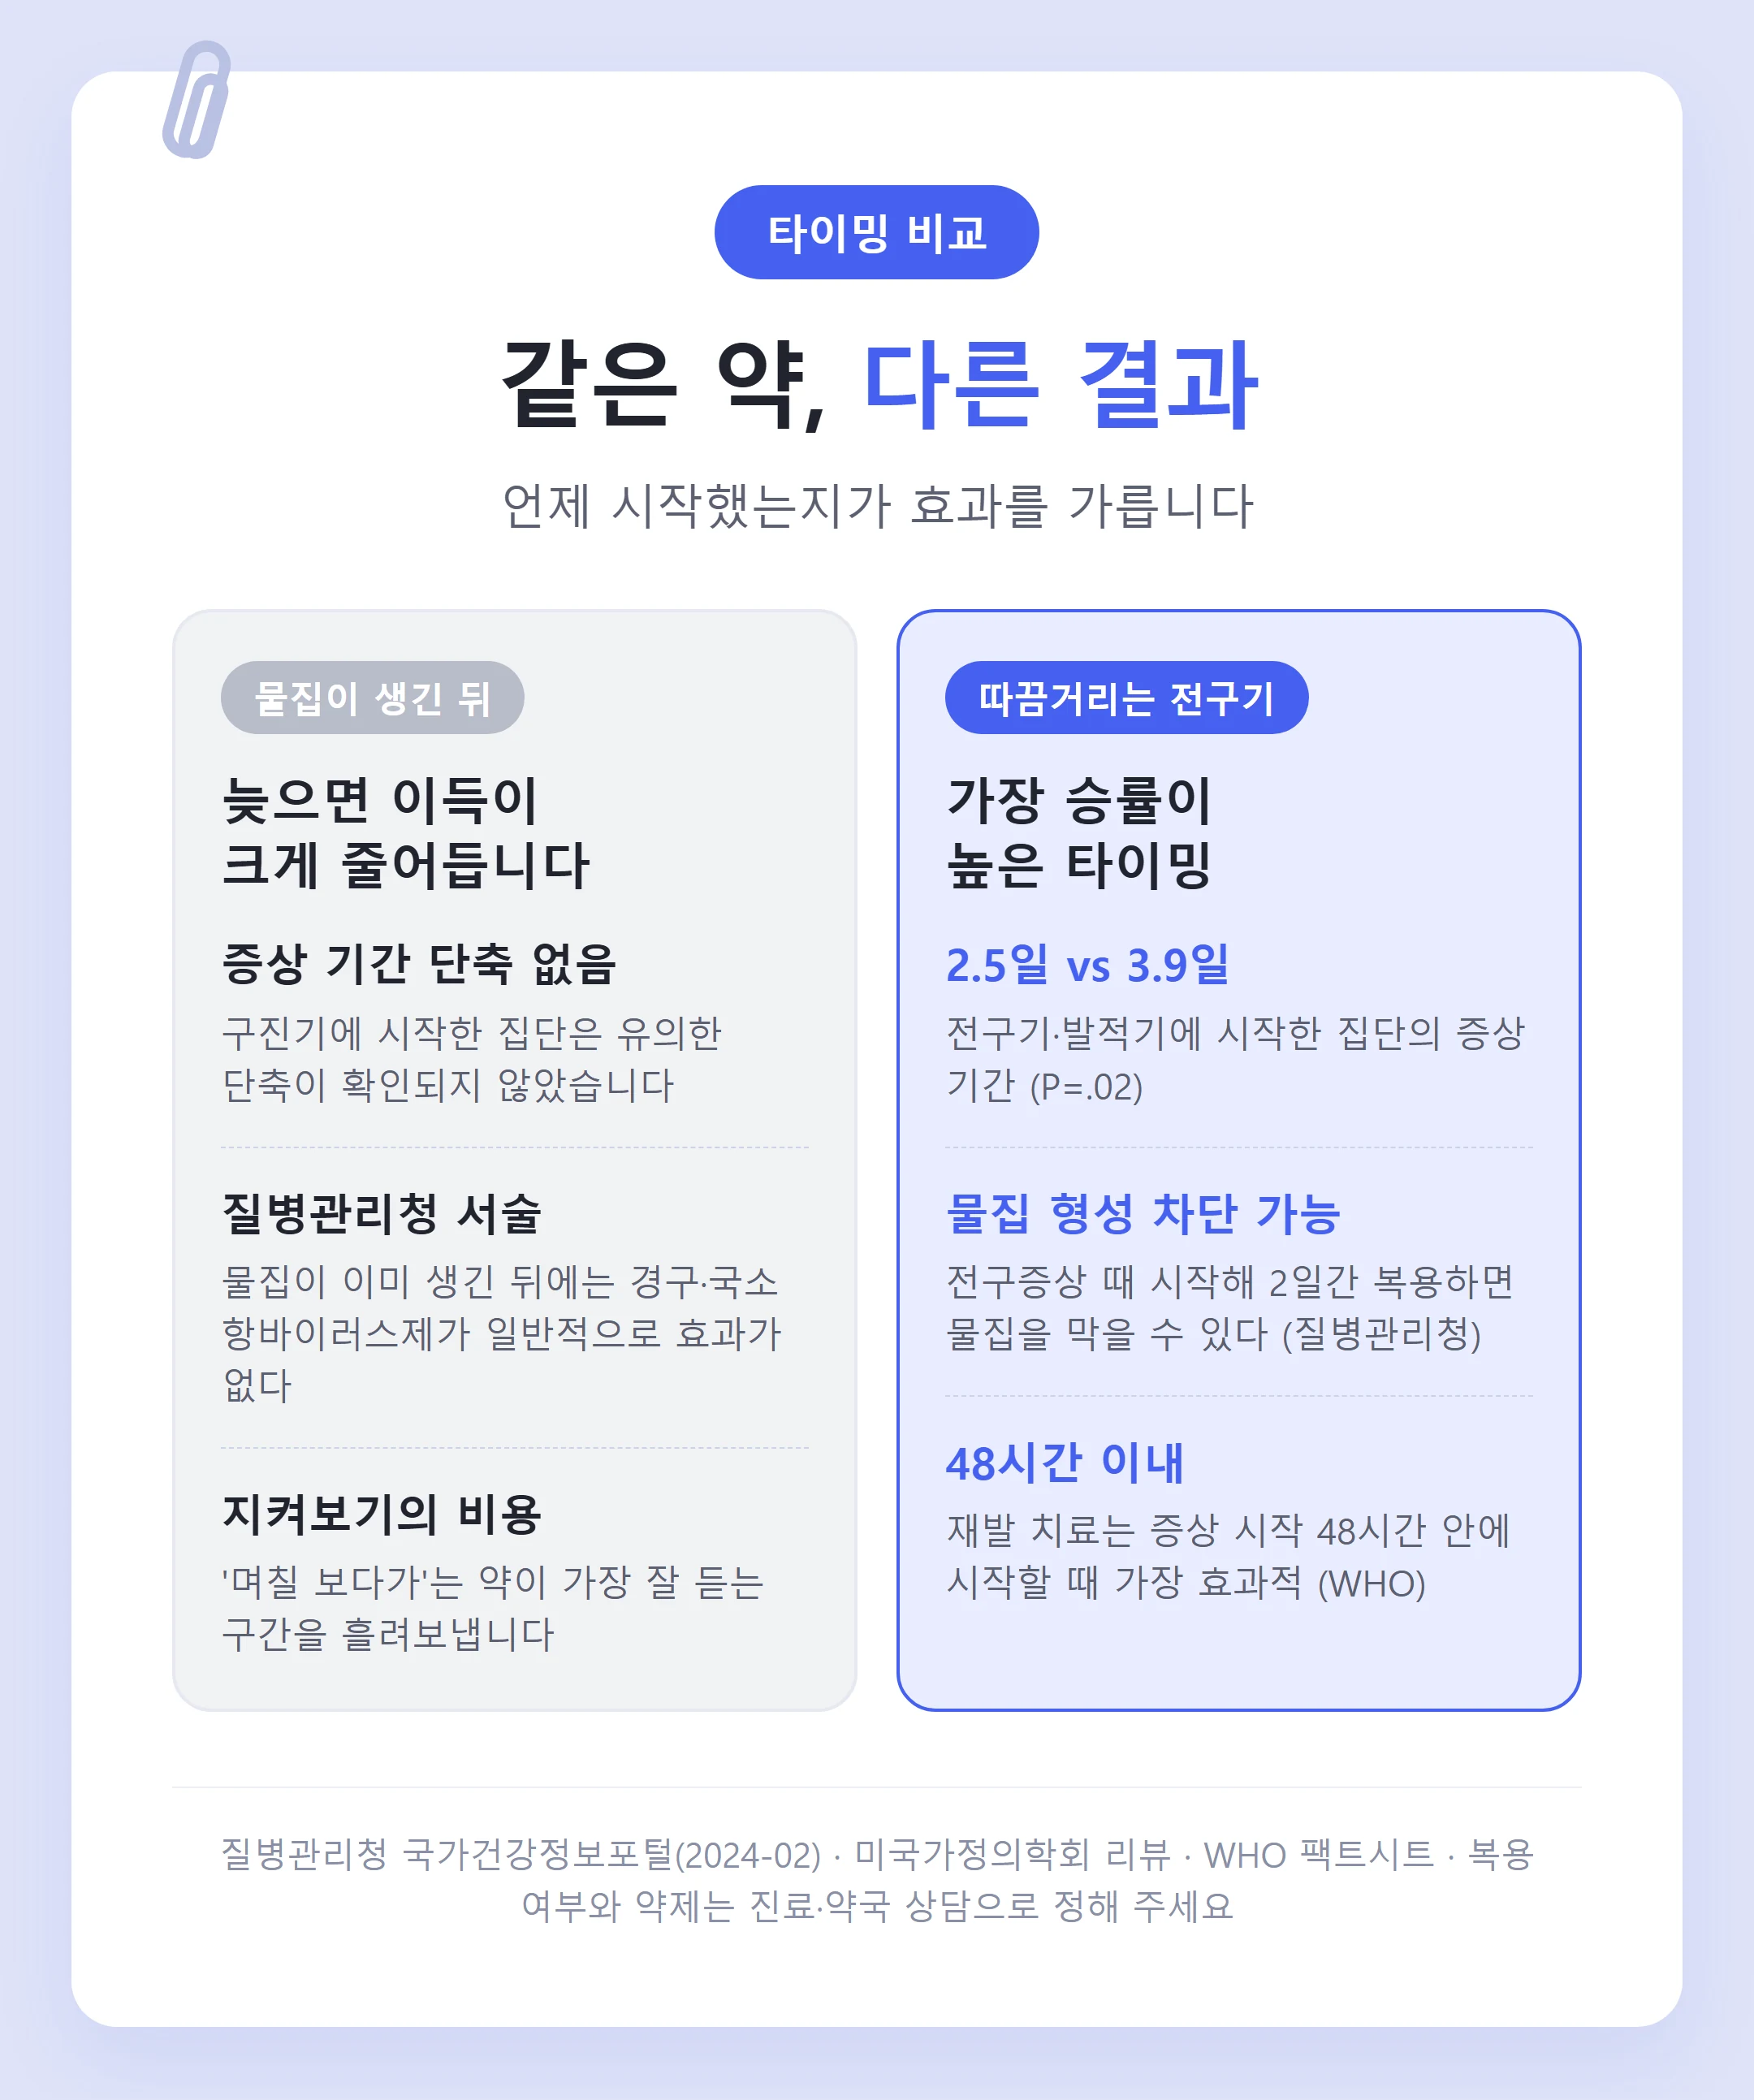 타이밍 비교
같은 약, 다른 결과
언제 시작했는지가 효과를 가릅니다
물집이 생긴 뒤
늦으면 이득이
크게 줄어듭니다
증상 기간 단축 없음
구진기에 시작한 집단은 유의한
단축이 확인되지 않았습니다
질병관리청 서술
물집이 이미 생긴 뒤에는 경구·국소
항바이러스제가 일반적으로 효과가
없다
지켜보기의 비용
'며칠 보다가'는 약이 가장 잘 듣는
구간을 흘려보냅니다
따끔거리는 전구기
가장 승률이
높은 타이밍
2.5일 vs 3.9일
전구기·발적기에 시작한 집단의 증상
기간 (P=.02)
물집 형성 차단 가능
전구증상 때 시작해 2일간 복용하면
물집을 막을 수 있다 (질병관리청)
48시간 이내
재발 치료는 증상 시작 48시간 안에
시작할 때 가장 효과적 (WHO)
질병관리청 국가건강정보포털(2024-02) · 미국가정의학회 리뷰 · WHO 팩트시트 · 복용
여부와 약제는 진료·약국 상담으로 정해 주세요